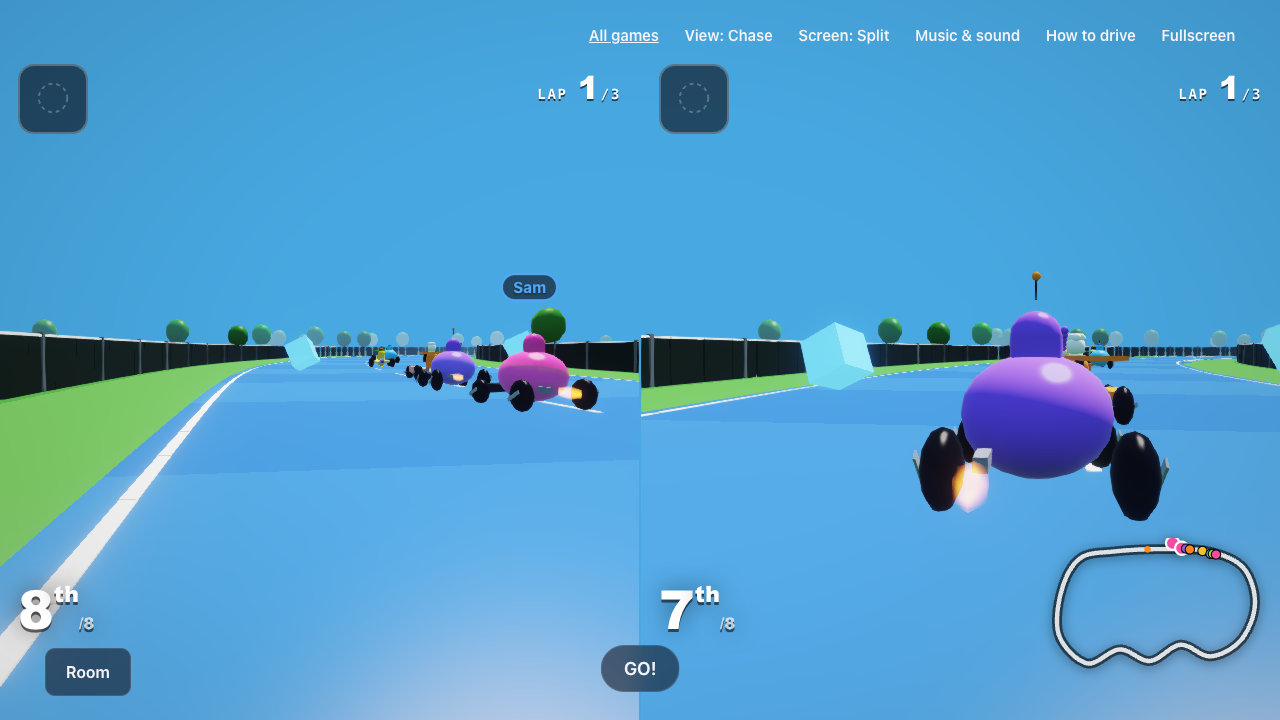 All games View: Chase Screen: Split Music & sound How to drive Fullscreen
LAP 1/3
LAP 1/3
Sam
8th/8
7th/8
Room
GO!